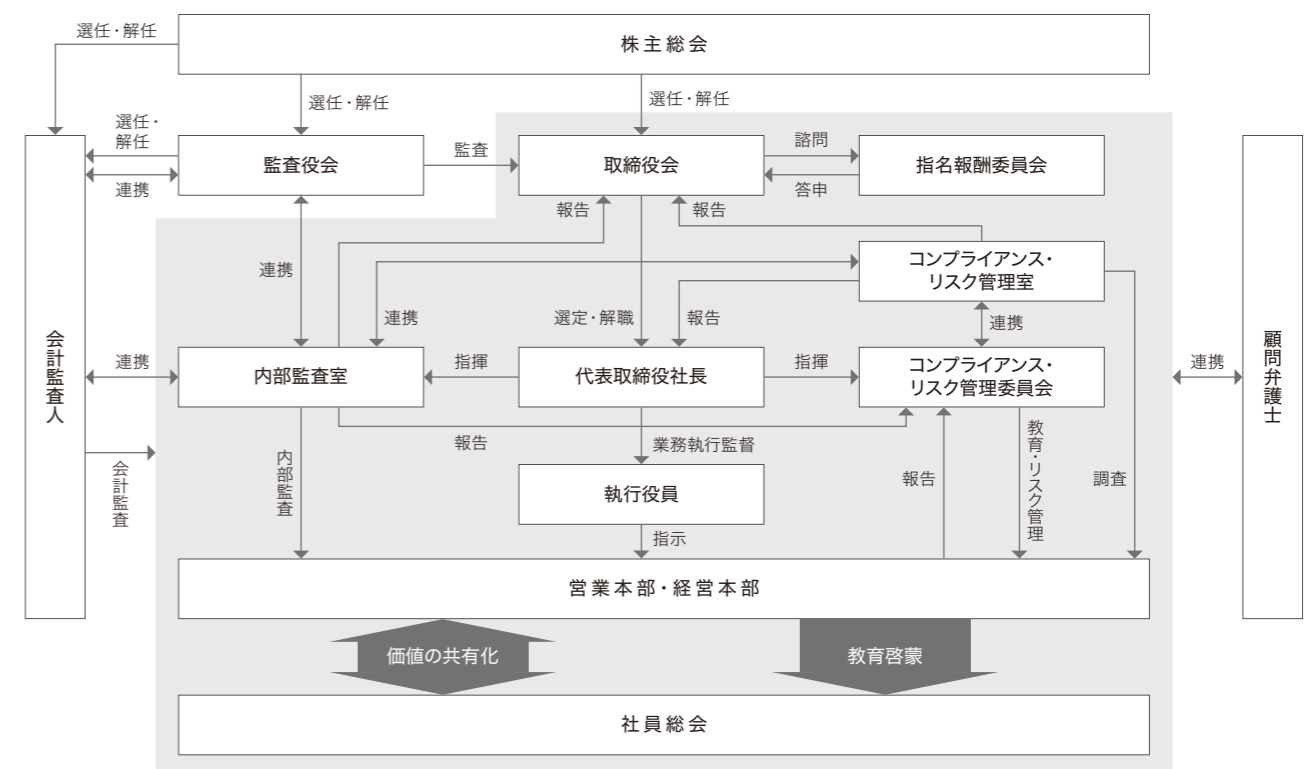 選任・解任
株主総会
選任・解任
選任・解任
選任・
解任
連携
監査役会
監査
取締役会
諮問
答申
指名報酬委員会
報告
報告
連携
コンプライアンス・
リスク管理室
連携
選定・解職
報告
連携
会計監査人
連携
内部監査室
指揮
代表取締役社長
指揮
コンプライアンス・
リスク管理委員会
連携
顧問弁護士
報告
業務執行監督
会計監査
内部監査
執行役員
報告
教育・リスク管理
調査
指示
営業本部・経営本部
価値の共有化
教育啓蒙
社員総会